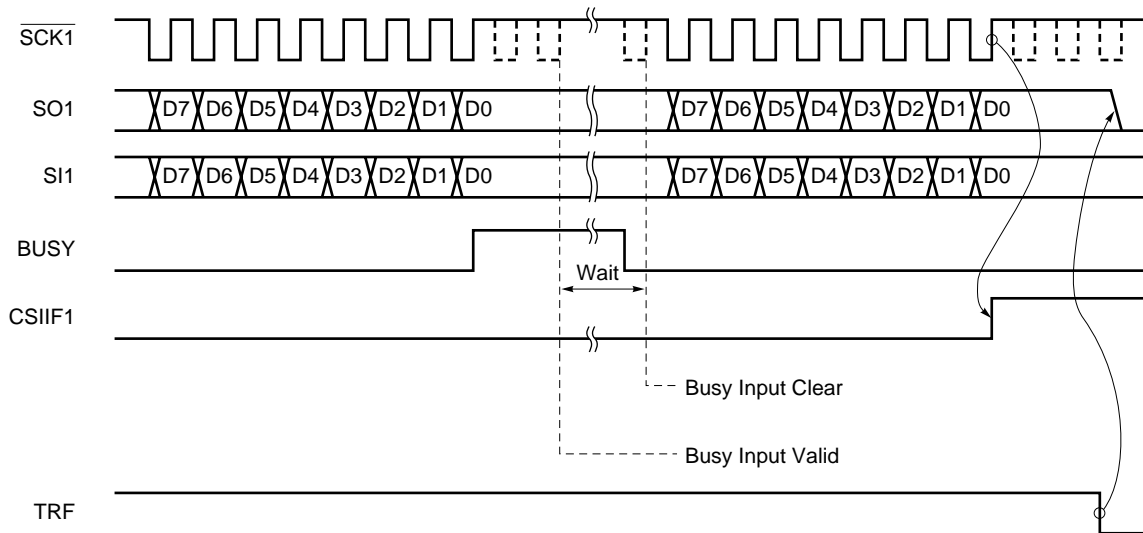 SCK1
SO1 D7 D6 D5 D4 D3 D2 D1 D0 D7 D6 D5 D4 D3 D2 D1 D0
SI1 D7 D6 D5 D4 D3 D2 D1 D0 D7 D6 D5 D4 D3 D2 D1 D0
BUSY
Wait
CSIIF1
Busy Input Clear
Busy Input Valid
TRF